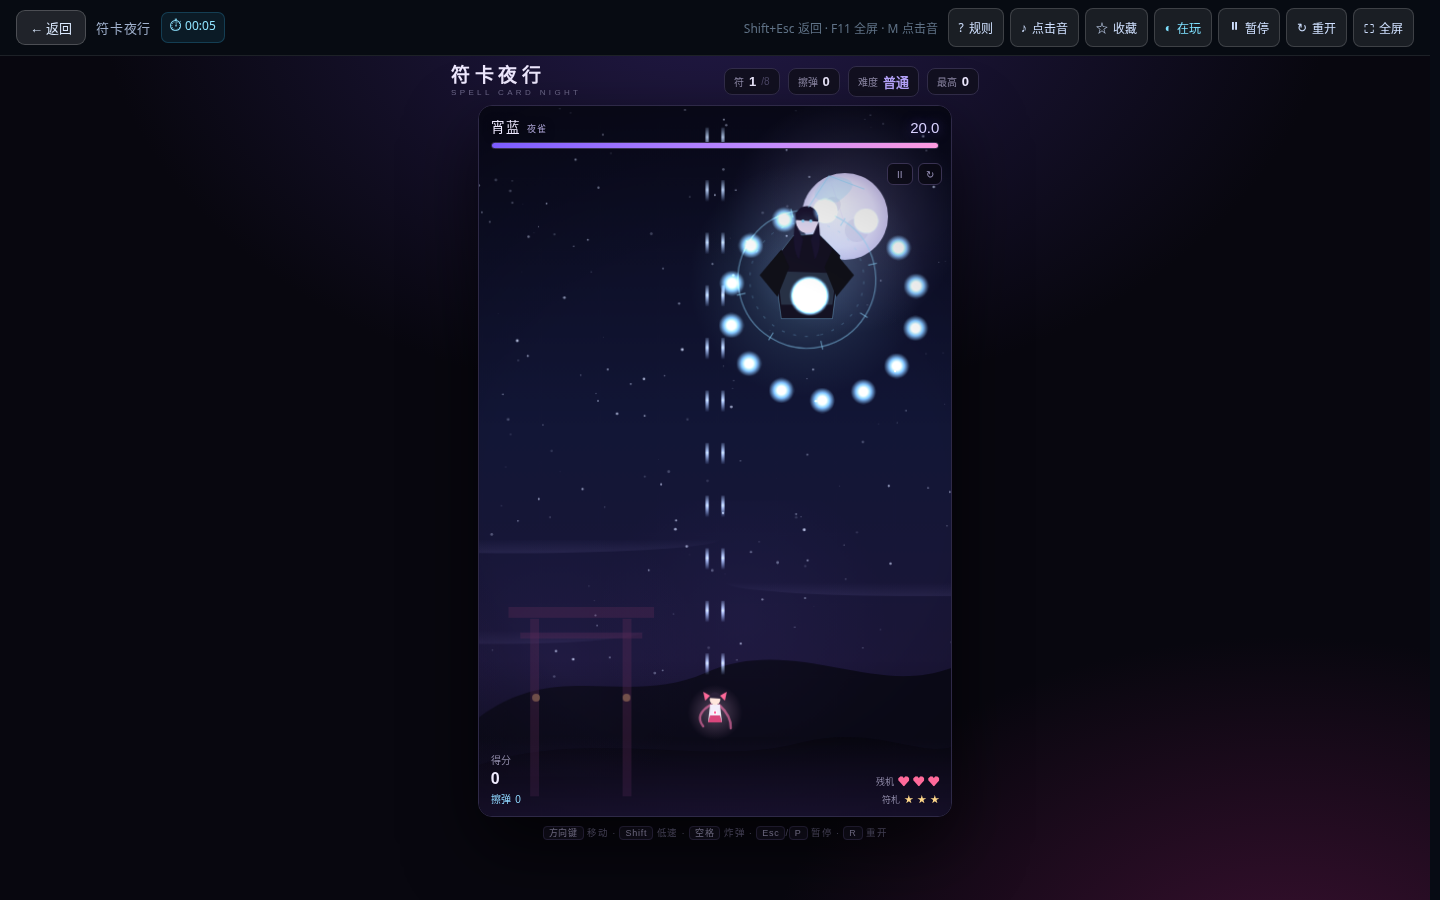 ← 返回 符卡夜行 ⏱ 00:05 Shift+Esc 返回 · F11 全屏 · M 点击音 ? 规则 ♪ 点击音 ☆ 收藏 在玩 ⏸ 暂停 ↻ 重开 ⛶ 全屏
符卡夜行
SPELL CARD NIGHT
符 1 /8 擦弹 0 难度 普通 最高 0
宵蓝 夜雀 20.0
得分
0
擦弹 0
残机 ♥♥♥
符札 ★★★
方向键 移动 · Shift 低速 · 空格 炸弹 · Esc/P 暂停 · R 重开